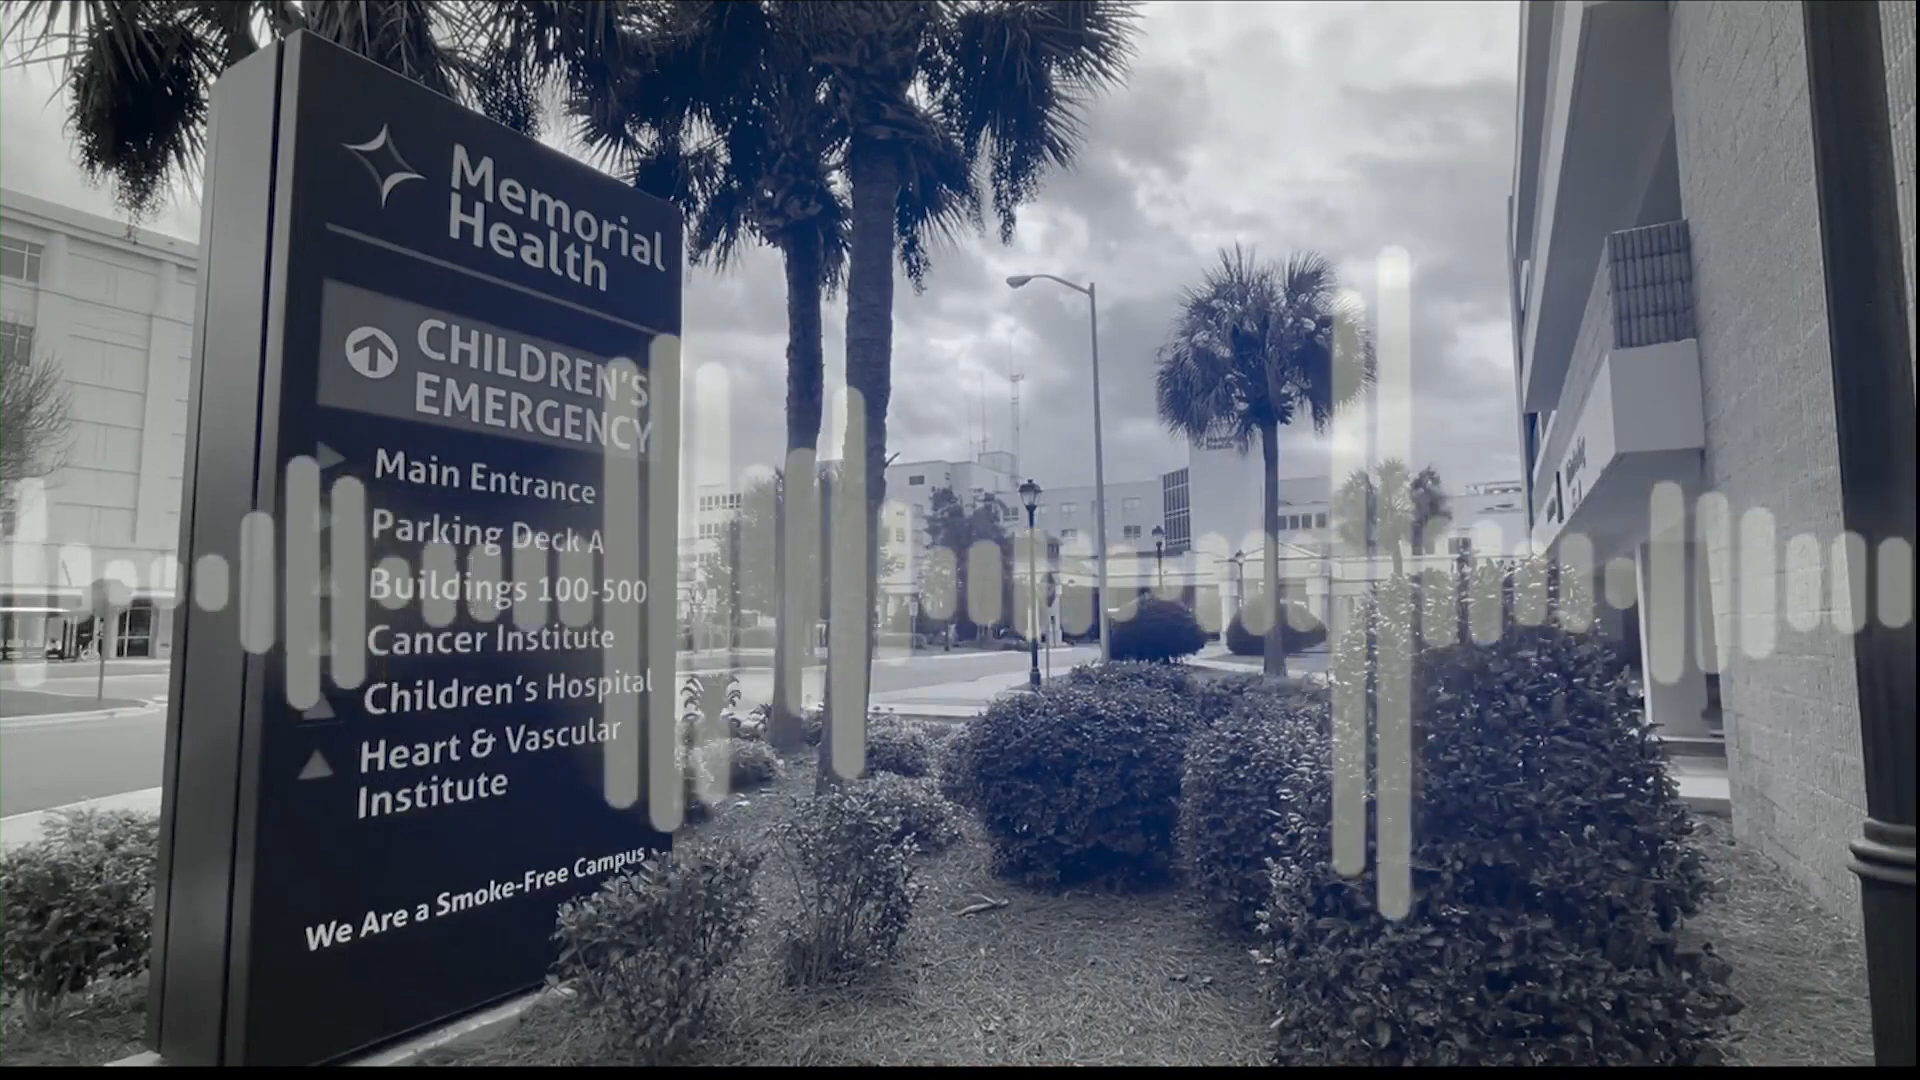 Memorial
Health
CHILDREN'S
EMERGENCY
Main Entrance
Parking Deck A
Buildings 100-500
Cancer Institute
Children's Hospital
Heart & Vascular
Institute
We Are a Smoke-Free Campus